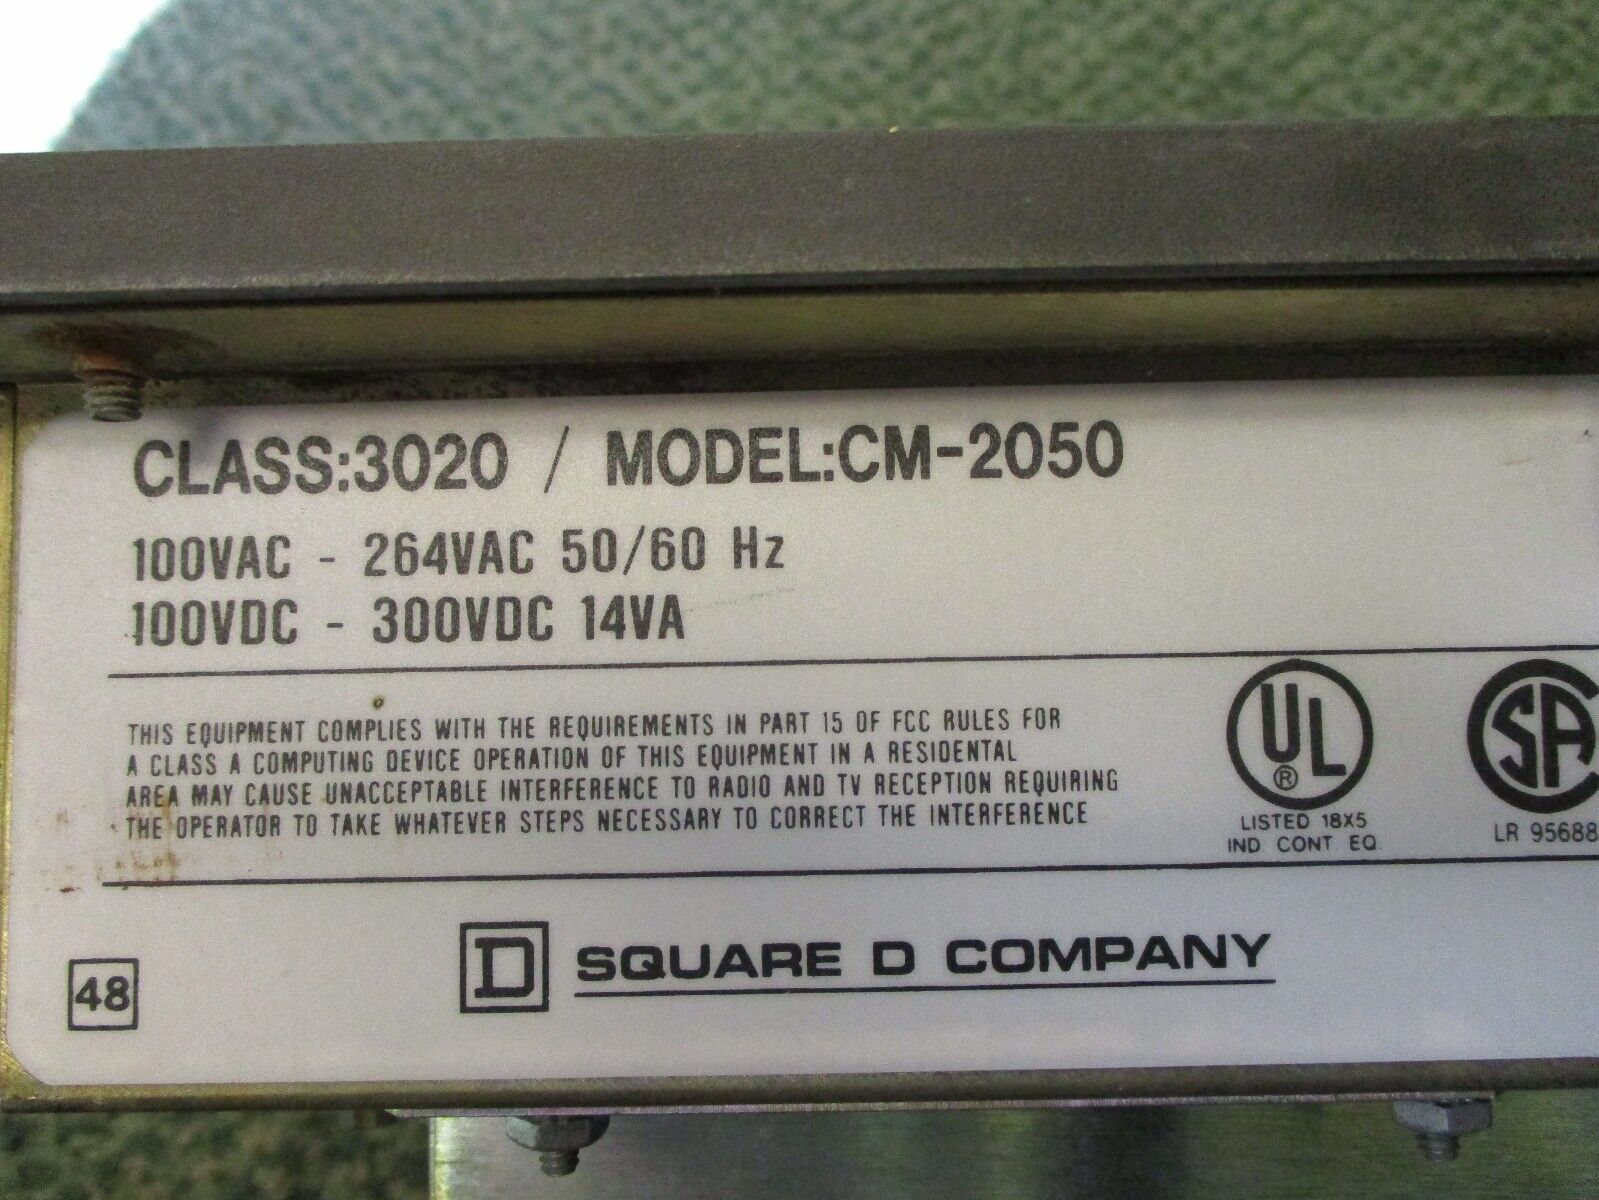 CLASS:3020 / MODEL:CM-2050
100VAC - 264VAC 50/60 Hz
100VDC - 300VDC 14VA
THIS EQUIPMENT COMPLIES WITH THE REQUIREMENTS IN PART 15 OF FCC RULES FOR
A CLASS A COMPUTING DEVICE OPERATION OF THIS EQUIPMENT IN A RESIDENTIAL
AREA MAY CAUSE UNACCEPTABLE INTERFERENCE TO RADIO AND TV RECEPTION REQUIRING
THE OPERATOR TO TAKE WHATEVER STEPS NECESSARY TO CORRECT THE INTERFERENCE
UL ®
LISTED 18X5
IND CONT EQ
SA
LR 95688
48
D SQUARE D COMPANY